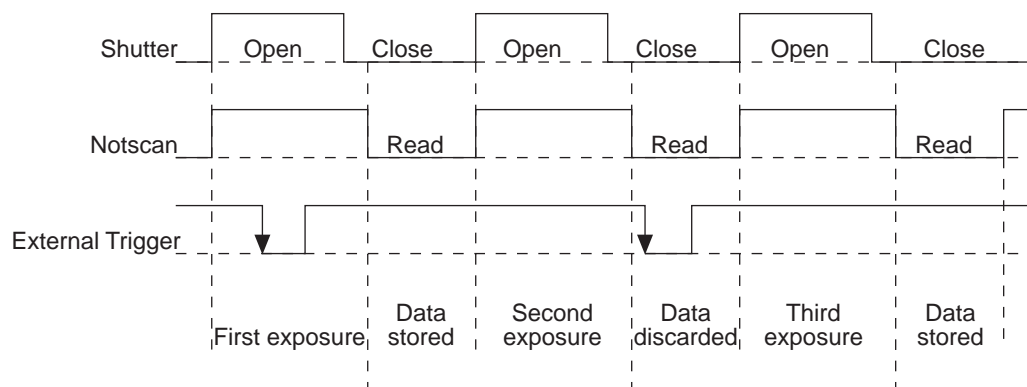 Shutter Open Close Open Close Open Close
Notscan Read Read Read
External Trigger
First exposure
Data
stored
Second
exposure
Data
discarded
Third
exposure
Data
stored